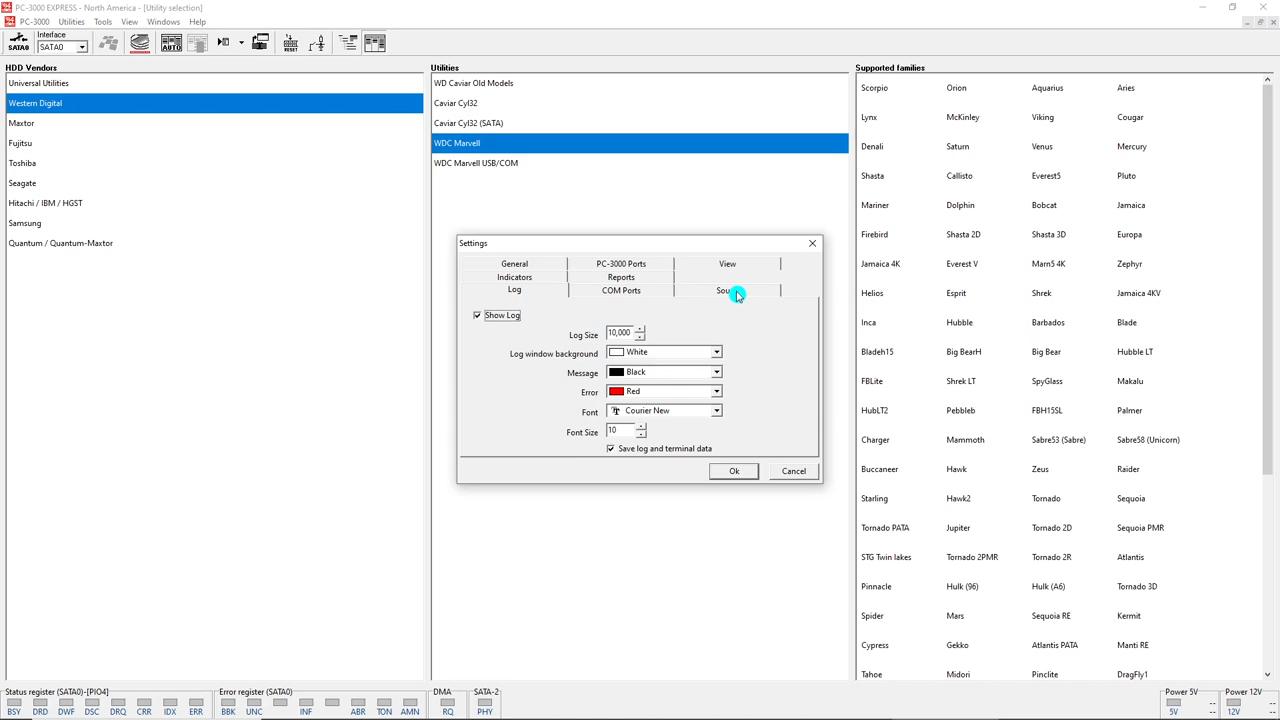 PC-3000 EXPRESS - North America - [Utility selection]
PC-3000 Utilities Tools View Windows Help
SATA0
Interface
SATA0
AUTO
RESET
HDD Vendors
Universal Utilities
Western Digital
Maxtor
Fujitsu
Toshiba
Seagate
Hitachi / IBM / HGST
Samsung
Quantum / Quantum-Maxtor
Utilities
WD Caviar Old Models
Caviar Cyl32
Caviar Cyl32 (SATA)
WDC Marvell
WDC Marvell USB/COM
Supported families
Scorpio Orion Aquarius Aries
Lynx McKinley Viking Cougar
Denali Saturn Venus Mercury
Shasta Callisto Everest5 Pluto
Mariner Dolphin Bobcat Jamaica
Firebird Shasta 2D Shasta 3D Europa
Jamaica 4K Everest V Marn5 4K Zephyr
Helios Esprit Shrek Jamaica 4KV
Inca Hubble Barbados Blade
Bladeh15 Big BearH Big Bear Hubble LT
FBLite Shrek LT SpyGlass Makalu
HubLT2 Pebbleb FBH15SL Palmer
Charger Mammoth Sabre53 (Sabre) Sabre58 (Unicorn)
Buccaneer Hawk Zeus Raider
Starling Hawk2 Tornado Sequoia
Tornado PATA Jupiter Tornado 2D Sequoia PMR
STG Twin lakes Tornado 2PMR Tornado 2R Atlantis
Pinnacle Hulk (96) Hulk (A6) Tornado 3D
Spider Mars Sequoia RE Kermit
Cypress Gekko Atlantis PATA Manti RE
Tahoe Midori Pinclite DragFly1
Settings
General PC-3000 Ports View
Indicators Reports
Log COM Ports
Show Log
Log Size 10,000
Log window background White
Message Black
Error Red
Font Courier New
Font Size 10
Save log and terminal data
Ok Cancel
Status register (SATA0)-[PIO4]
BSY DRD DWF DSC DRQ CRR IDX ERR
Error register (SATA0)
BBK UNC INF ABR TON AMN
DMA
RQ
SATA-2
PHY
Power 5V
5V --
--
Power 12V
12V --
--